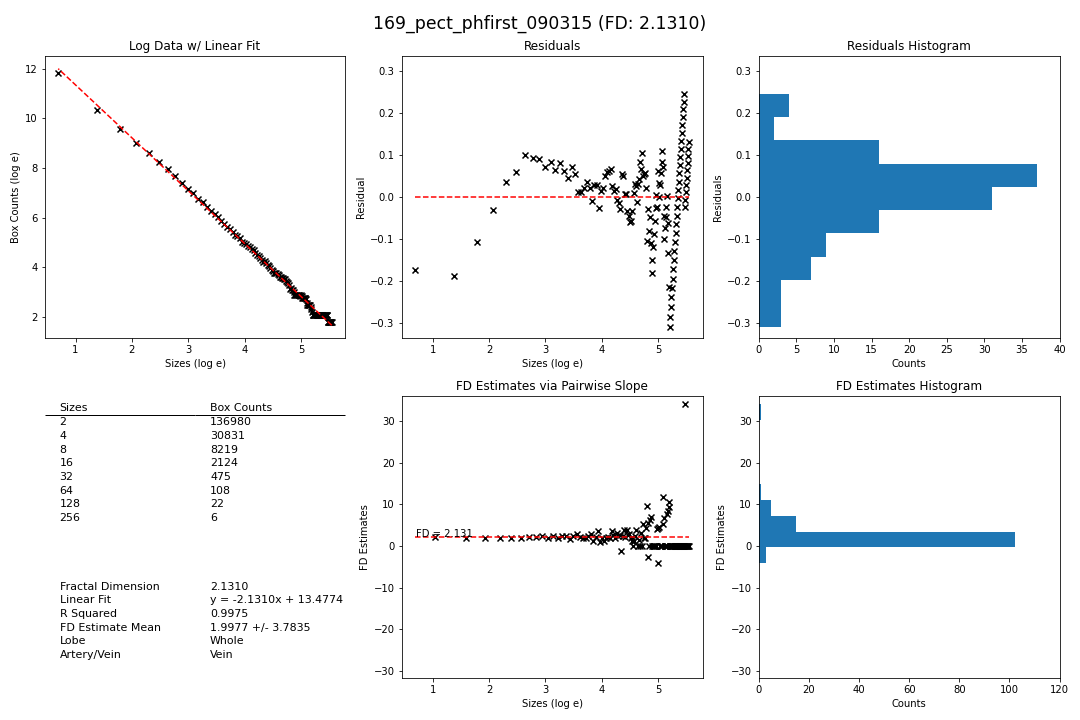 169_pect_phfirst_090315 (FD: 2.1310)
Log Data w/ Linear Fit
Box Counts (log e)
12
10
8
6
4
2
1 2 3 4 5
Sizes (log e)
Residuals
Residual
0.3
0.2
0.1
0.0
−0.1
−0.2
−0.3
1 2 3 4 5
Sizes (log e)
Residuals Histogram
Residuals
0.3
0.2
0.1
0.0
−0.1
−0.2
−0.3
0 5 10 15 20 25 30 35 40
Counts
Sizes Box Counts
2 136980
4 30831
8 8219
16 2124
32 475
64 108
128 22
256 6
Fractal Dimension 2.1310
Linear Fit y = -2.1310x + 13.4774
R Squared 0.9975
FD Estimate Mean 1.9977 +/- 3.7835
Lobe Whole
Artery/Vein Vein
FD Estimates via Pairwise Slope
FD Estimates
30
20
10
0
−10
−20
−30
FD = 2.131
1 2 3 4 5
Sizes (log e)
FD Estimates Histogram
FD Estimates
30
20
10
0
−10
−20
−30
0 20 40 60 80 100 120
Counts